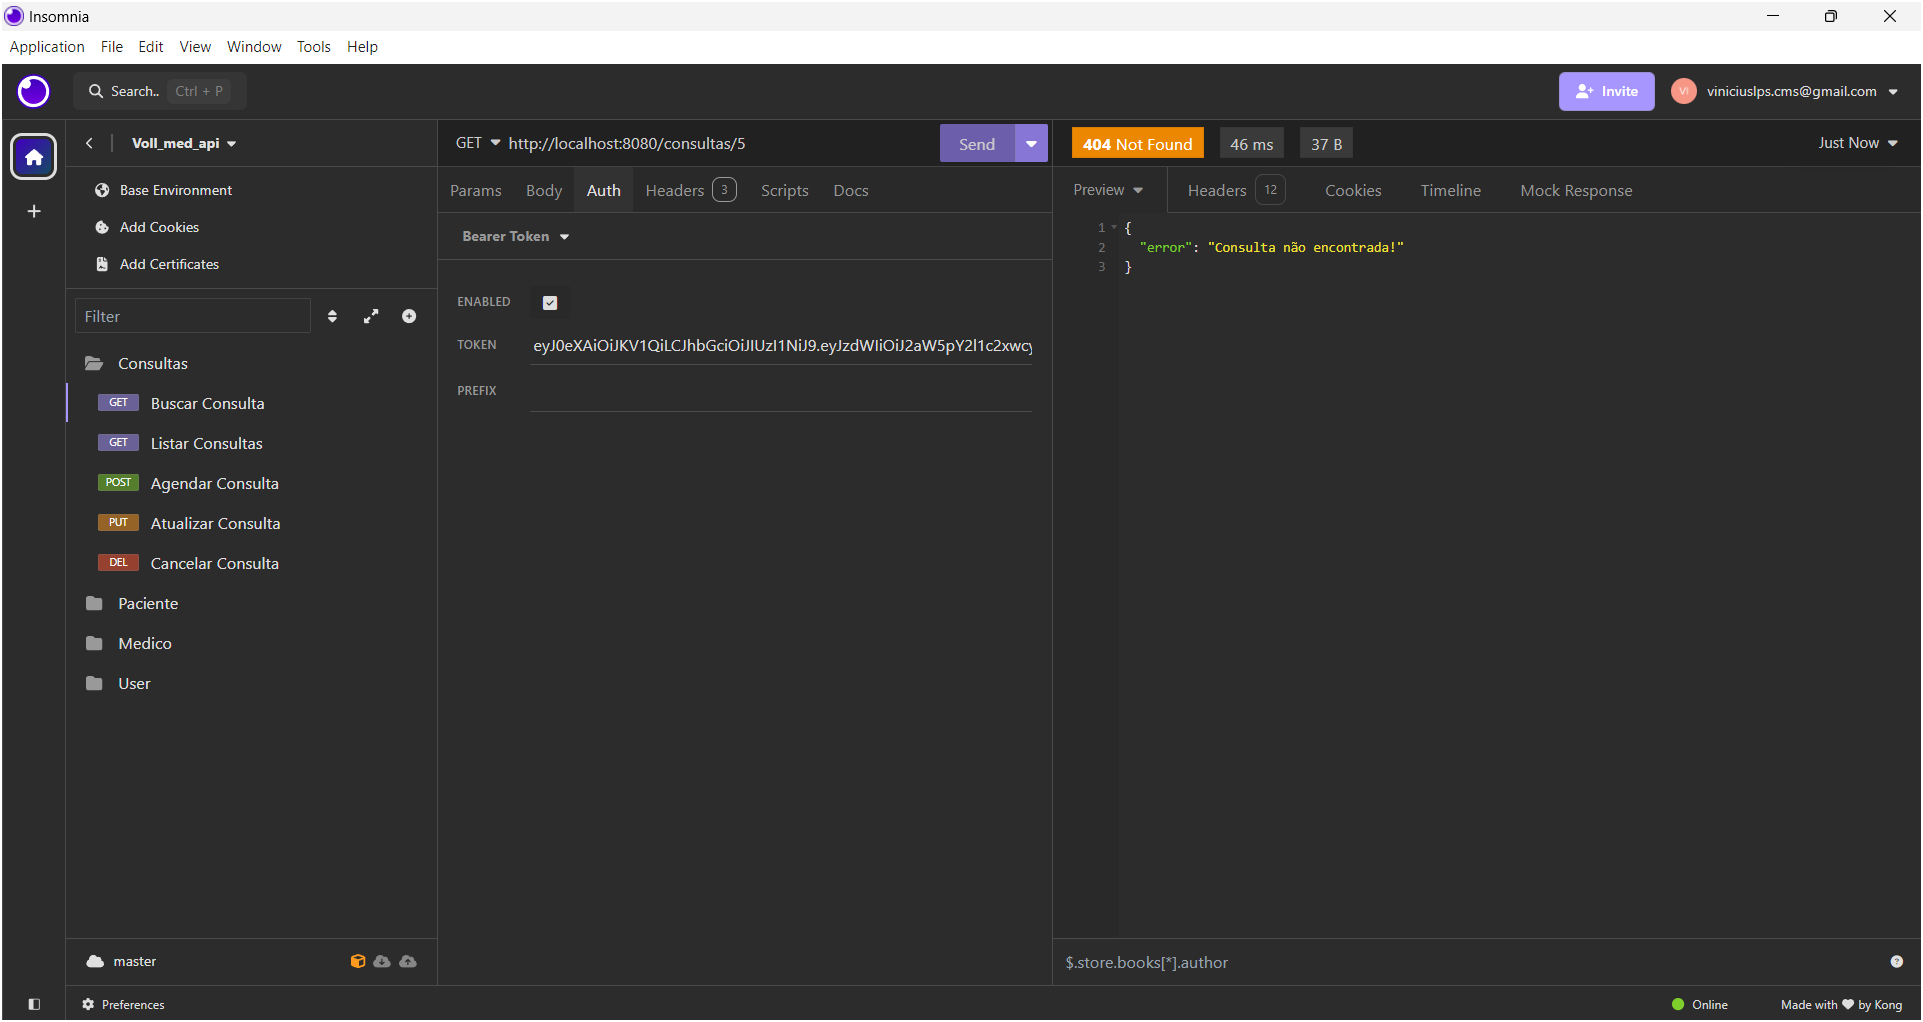 Insomnia
Application File Edit View Window Tools Help
Search.. Ctrl + P
Invite
VI viniciuslps.cms@gmail.com
Voll_med_api
GET http://localhost:8080/consultas/5
Send
404 Not Found 46 ms 37 B
Just Now
Base Environment
Add Cookies
Add Certificates
Filter
Consultas
GET Buscar Consulta
GET Listar Consultas
POST Agendar Consulta
PUT Atualizar Consulta
DEL Cancelar Consulta
Paciente
Medico
User
master
Preferences
Params Body Auth Headers 3 Scripts Docs
Bearer Token
ENABLED
TOKEN eyJ0eXAiOiJKV1QiLCJhbGciOiJIUzI1NiJ9.eyJzdWIiOiJ2aW5pY2l1c2xwcy
PREFIX
Preview Headers 12 Cookies Timeline Mock Response
1 {
2 "error": "Consulta não encontrada!"
3 }
$.store.books[*].author
Online
Made with by Kong